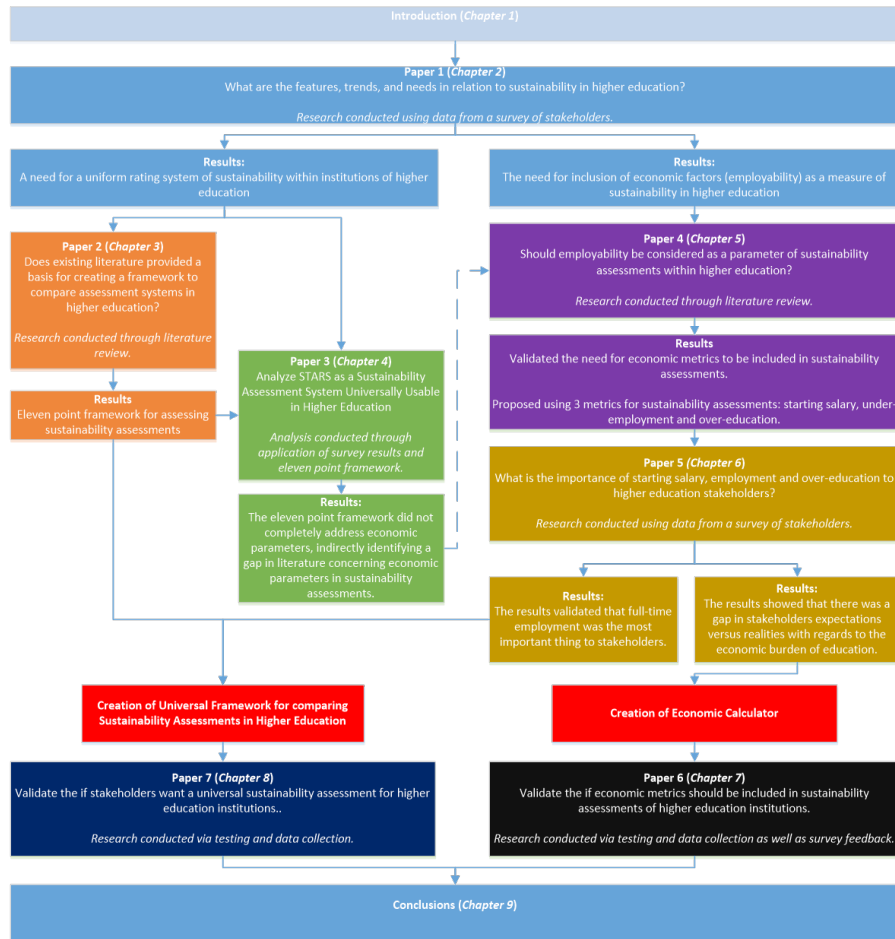 Introduction (Chapter 1)
Paper 1 (Chapter 2)
What are the features, trends, and needs in relation to sustainability in higher education?
Research conducted using data from a survey of stakeholders.
Results:
A need for a uniform rating system of sustainability within institutions of higher
education
Results:
The need for inclusion of economic factors (employability) as a measure of
sustainability in higher education
Paper 2 (Chapter 3)
Does existing literature provided a
basis for creating a framework to
compare assessment systems in
higher education?
Research conducted through literature
review.
Results
Eleven point framework for assessing
sustainability assessments
Paper 3 (Chapter 4)
Analyze STARS as a Sustainability
Assessment System Universally Usable
in Higher Education
Analysis conducted through
application of survey results and
eleven point framework.
Results:
The eleven point framework did not
completely address economic
parameters, indirectly identifying a
gap in literature concerning economic
parameters in sustainability
assessments.
Paper 4 (Chapter 5)
Should employability be considered as a parameter of sustainability
assessments within higher education?
Research conducted through literature review.
Results
Validated the need for economic metrics to be included in sustainability
assessments.
Proposed using 3 metrics for sustainability assessments: starting salary, under-
employment and over-education.
Paper 5 (Chapter 6)
What is the importance of starting salary, employment and over-education to
higher education stakeholders?
Research conducted using data from a survey of stakeholders.
Results:
The results validated that full-time
employment was the most
important thing to stakeholders.
Results:
The results showed that there was a
gap in stakeholders expectations
versus realities with regards to the
economic burden of education.
Creation of Universal Framework for comparing
Sustainability Assessments in Higher Education
Creation of Economic Calculator
Paper 7 (Chapter 8)
Validate the if stakeholders want a universal sustainability assessment for higher
education institutions..
Research conducted via testing and data collection.
Paper 6 (Chapter 7)
Validate the if economic metrics should be included in sustainability
assessments of higher education institutions.
Research conducted via testing and data collection as well as survey feedback.
Conclusions (Chapter 9)